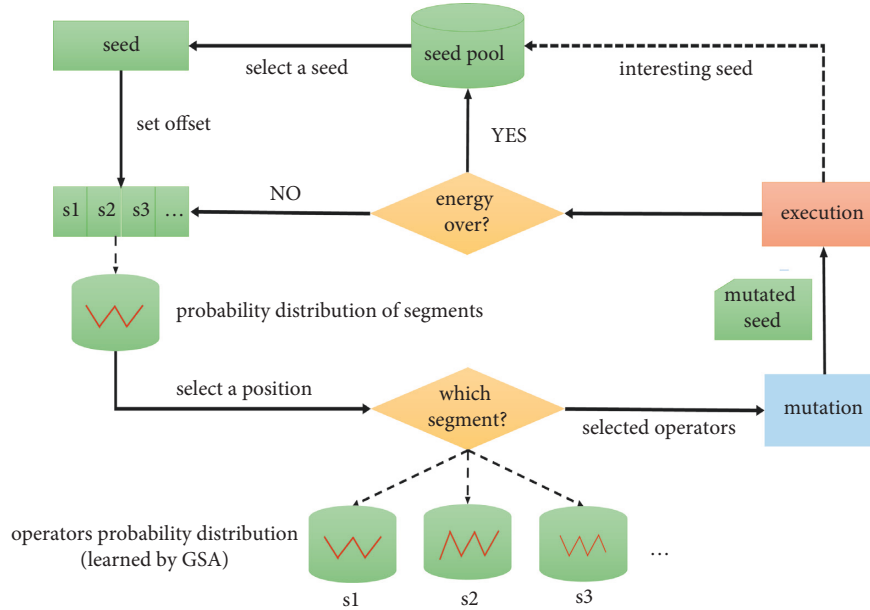 seed
select a seed
seed pool
interesting seed
set offset
YES
s1 s2 s3 ...
NO
energy
over?
execution
probability distribution of segments
mutated
seed
select a position
which
segment?
selected operators
mutation
operators probability distribution
(learned by GSA)
...
s1 s2 s3